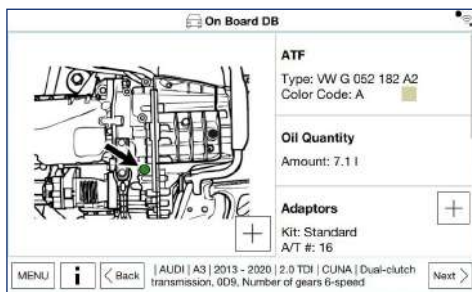 On Board DB
ATF
Type: VW G 052 182 A2
Color Code: A
Oil Quantity
Amount: 7.1 l
Adaptors
Kit: Standard
A/T #: 16
MENU
i
< Back
| AUDI | A3 | 2013 - 2020 | 2.0 TDI | CUNA | Dual-clutch
transmission, 0D9, Number of gears 6-speed
Next >